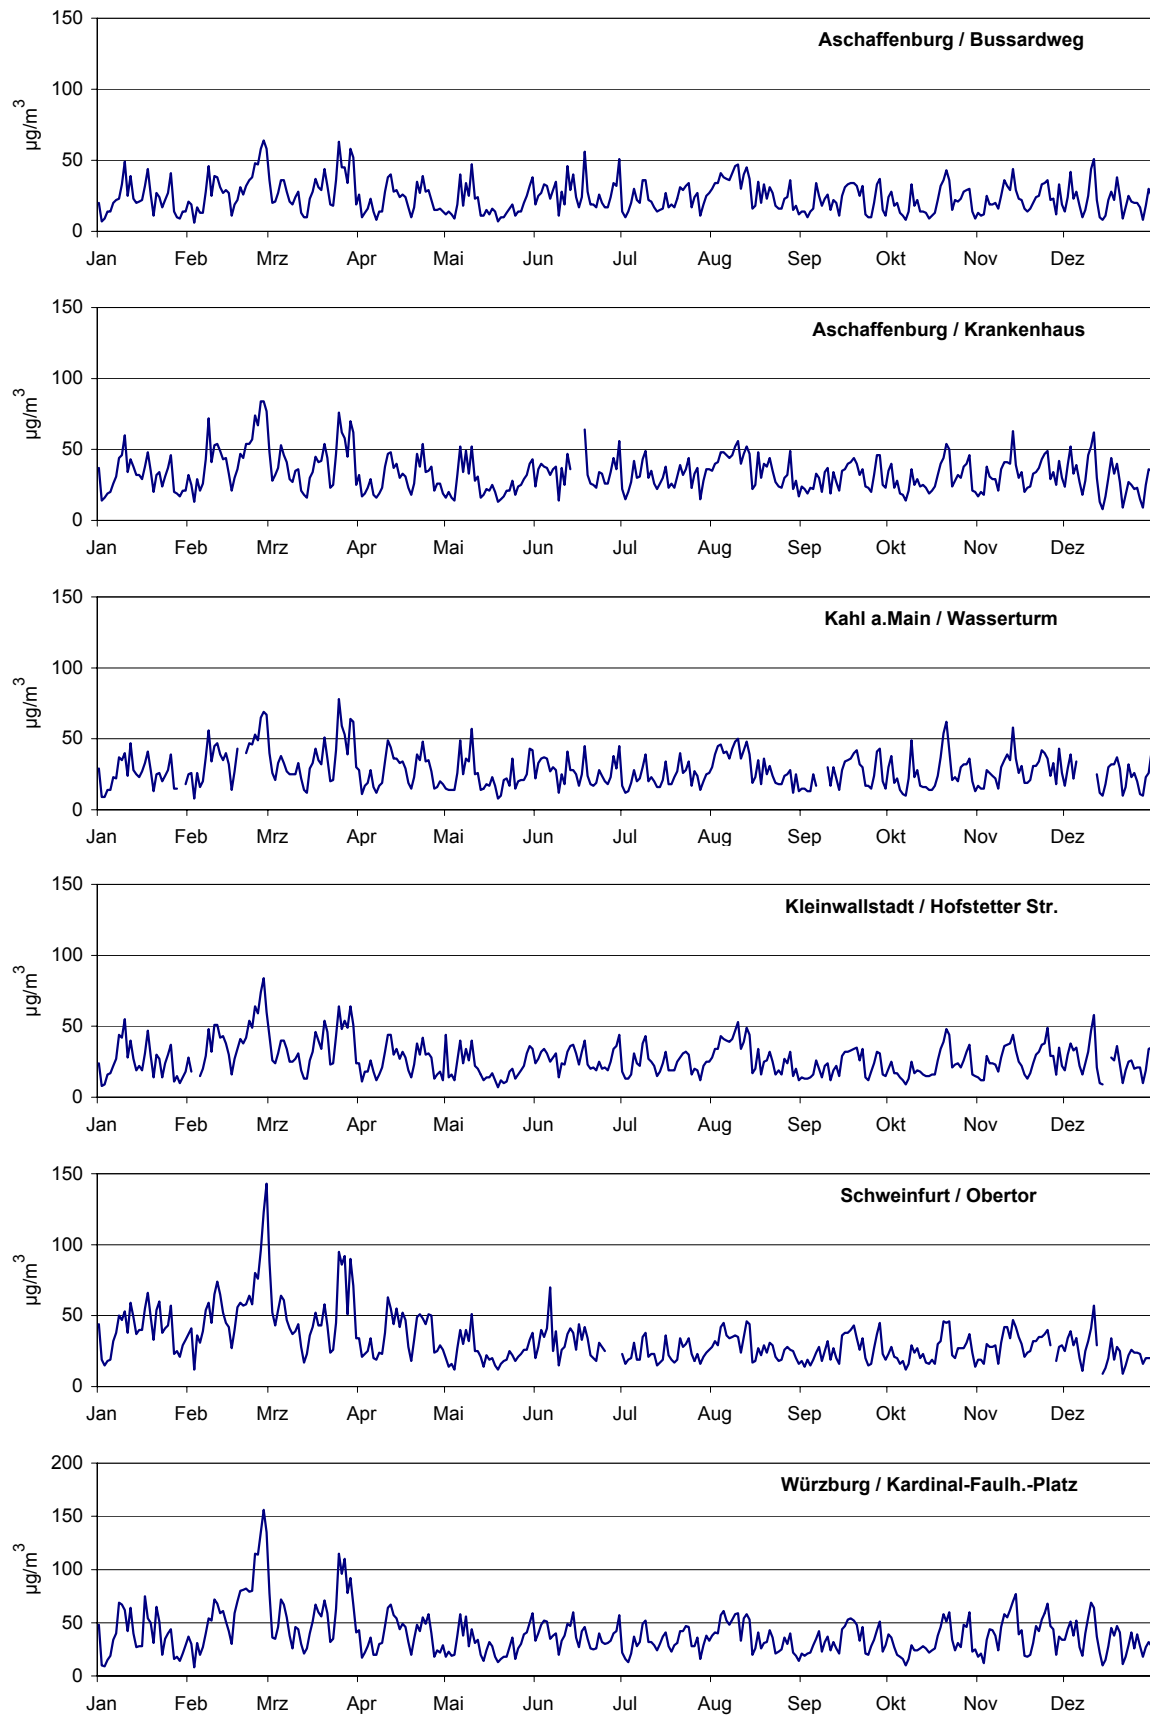 150
Aschaffenburg / Bussardweg
100
µg/m³
50
0
Jan Feb Mrz Apr Mai Jun Jul Aug Sep Okt Nov Dez
150
Aschaffenburg / Krankenhaus
100
µg/m³
50
0
Jan Feb Mrz Apr Mai Jun Jul Aug Sep Okt Nov Dez
150
Kahl a.Main / Wasserturm
100
µg/m³
50
0
Jan Feb Mrz Apr Mai Jun Jul Aug Sep Okt Nov Dez
150
Kleinwallstadt / Hofstetter Str.
100
µg/m³
50
0
Jan Feb Mrz Apr Mai Jun Jul Aug Sep Okt Nov Dez
150
Schweinfurt / Obertor
100
µg/m³
50
0
Jan Feb Mrz Apr Mai Jun Jul Aug Sep Okt Nov Dez
200
Würzburg / Kardinal-Faulh.-Platz
150
µg/m³
100
50
0
Jan Feb Mrz Apr Mai Jun Jul Aug Sep Okt Nov Dez